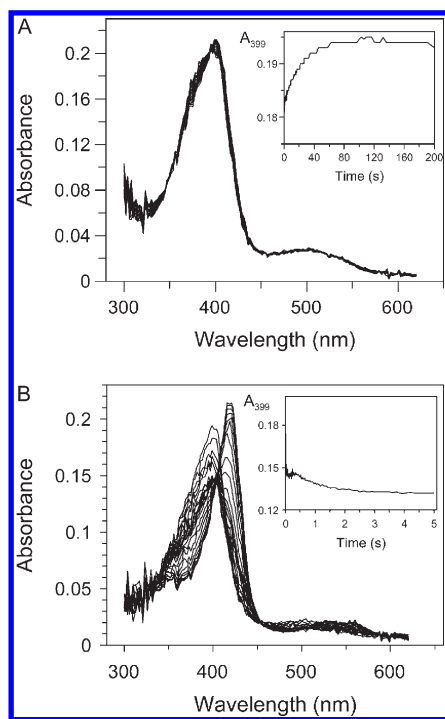 A
A399
0.2
0.16
0.12
0.08
0.04
0
Absorbance
300 400 500 600
Wavelength (nm)
0.19
0.18
0 40 80 120 160 200
Time (s)
B
A399
0.2
0.15
0.1
0.05
0
Absorbance
300 400 500 600
Wavelength (nm)
0.18
0.15
0.12
0 1 2 3 4 5
Time (s)